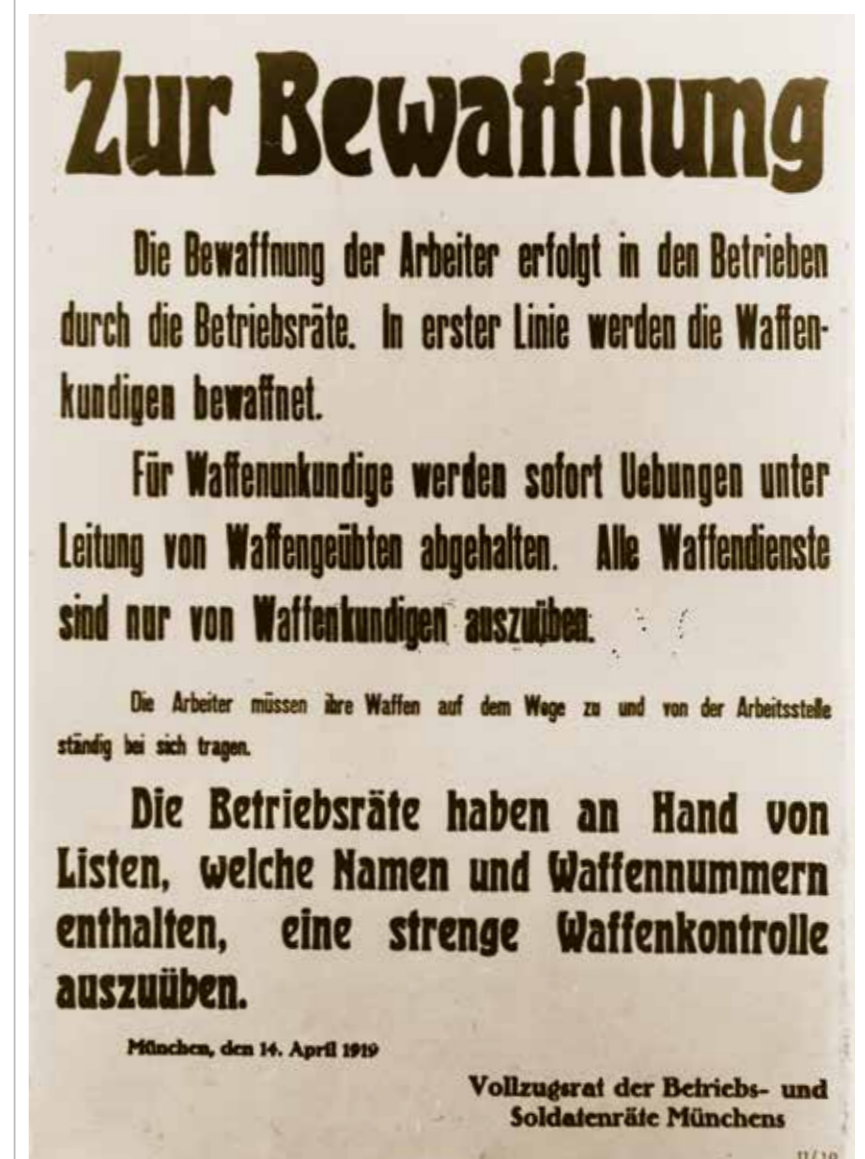 Zur Bewaffnung
Die Bewaffnung der Arbeiter erfolgt in den Betrieben
durch die Betriebsräte. In erster Linie werden die Waffen-
kundigen bewaffnet.
Für Waffenunkundige werden sofort Uebungen unter
Leitung von Waffengeübten abgehalten. Alle Waffendienste
sind nur von Waffenkundigen auszuüben.
Die Arbeiter müssen ihre Waffen auf dem Wege zu und von der Arbeitsstelle
ständig bei sich tragen.
Die Betriebsräte haben an Hand von
Listen, welche Namen und Waffennummern
enthalten, eine strenge Waffenkontrolle
auszuüben.
München, den 14. April 1919
Vollzugsrat der Betriebs- und
Soldatenräte Münchens